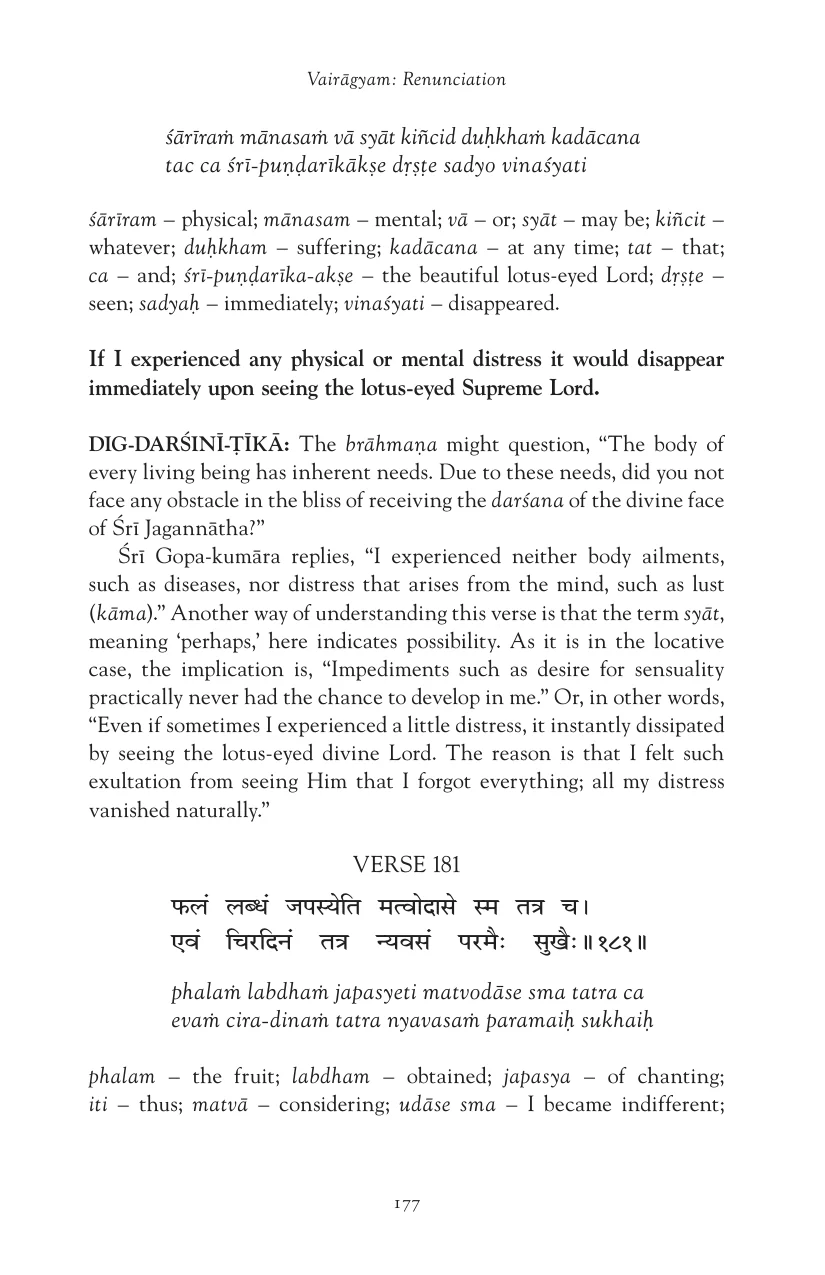 Vairāgyam: Renunciation
śārīraṁ mānasaṁ vā syāt kiñcid duḥkhaṁ kadācana
tac ca śrī-puṇḍarīkākṣe dṛṣṭe sadyo vinaśyati
śārīram – physical; mānasam – mental; vā – or; syāt – may be; kiñcit –
whatever; duḥkham – suffering; kadācana – at any time; tat – that;
ca – and; śrī-puṇḍarīka-akṣe – the beautiful lotus-eyed Lord; dṛṣṭe –
seen; sadyaḥ – immediately; vinaśyati – disappeared.
If I experienced any physical or mental distress it would disappear
immediately upon seeing the lotus-eyed Supreme Lord.
DIG-DARŚINĪ-ṬĪKĀ: The brāhmaṇa might question, “The body of
every living being has inherent needs. Due to these needs, did you not
face any obstacle in the bliss of receiving the darśana of the divine face
of Śrī Jagannātha?”
Śrī Gopa-kumāra replies, “I experienced neither body ailments,
such as diseases, nor distress that arises from the mind, such as lust
(kāma).” Another way of understanding this verse is that the term syāt,
meaning ‘perhaps,’ here indicates possibility. As it is in the locative
case, the implication is, “Impediments such as desire for sensuality
practically never had the chance to develop in me.” Or, in other words,
“Even if sometimes I experienced a little distress, it instantly dissipated
by seeing the lotus-eyed divine Lord. The reason is that I felt such
exultation from seeing Him that I forgot everything; all my distress
vanished naturally.”
VERSE 181
फलं लब्धं जपस्येति मत्वोदासे स्म तत्र च।
एवं चिरदिनं तत्र न्यवसं परमैः सुखैः॥१८१॥
phalaṁ labdhaṁ japasyeti matvodāse sma tatra ca
evaṁ cira-dinaṁ tatra nyavasaṁ paramaiḥ sukhaiḥ
phalam – the fruit; labdham – obtained; japasya – of chanting;
iti – thus; matvā – considering; udāse sma – I became indifferent;
177